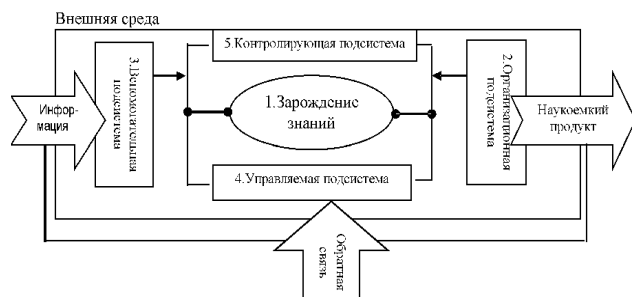 Внешняя среда
5.Контролирующая подсистема
3.Вспомогательная
подсистема
2.Организационная
подсистема
Инфор-
мация
1.Зарождение
знаний
Наукоемкий
продукт
4.Управляемая подсистема
Обратная
связь